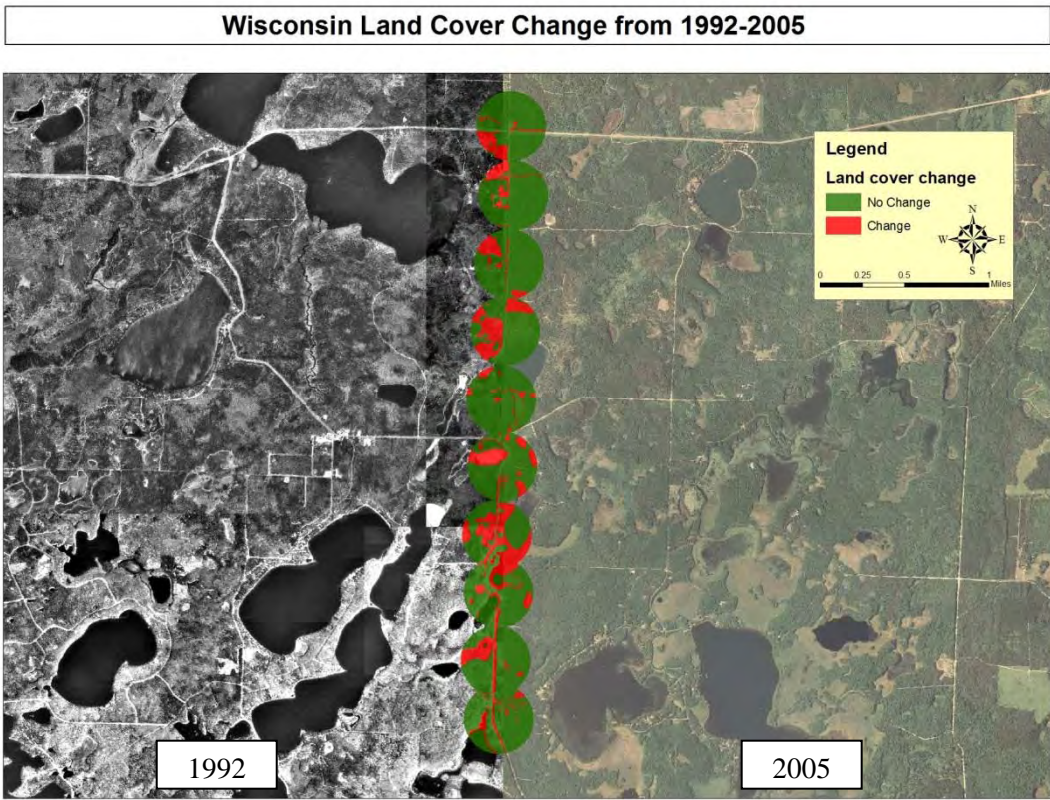 Wisconsin Land Cover Change from 1992-2005
Legend
Land cover change
No Change
Change
N
W E
S
0 0.25 0.5 1
Miles
1992 2005